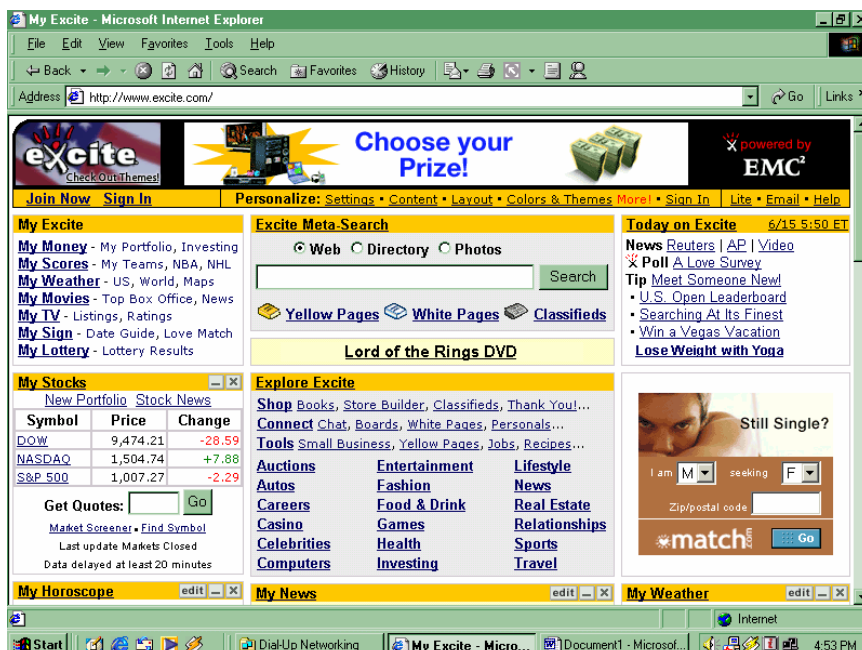 My Excite - Microsoft Internet Explorer
File Edit View Favorites Tools Help
Back Search Favorites History
Address http://www.excite.com/ Go Links
excite
Check Out Themes!
Choose your
Prize!
powered by
EMC²
Join Now Sign In Personalize: Settings • Content • Layout • Colors & Themes More! • Sign In Lite • Email • Help
My Excite
My Money - My Portfolio, Investing
My Scores - My Teams, NBA, NHL
My Weather - US, World, Maps
My Movies - Top Box Office, News
My TV - Listings, Ratings
My Sign - Date Guide, Love Match
My Lottery - Lottery Results
Excite Meta-Search
Web Directory Photos
Search
Yellow Pages White Pages Classifieds
Lord of the Rings DVD
Today on Excite 6/15 5:50 ET
News Reuters | AP | Video
Poll A Love Survey
Tip Meet Someone New!
• U.S. Open Leaderboard
• Searching At Its Finest
• Win a Vegas Vacation
Lose Weight with Yoga
My Stocks
New Portfolio Stock News
Symbol Price Change
DOW 9,474.21 -28.59
NASDAQ 1,504.74 +7.88
S&P 500 1,007.27 -2.29
Get Quotes: Go
Market Screener • Find Symbol
Last update Markets Closed
Data delayed at least 20 minutes
Explore Excite
Shop Books, Store Builder, Classifieds, Thank You!...
Connect Chat, Boards, White Pages, Personals...
Tools Small Business, Yellow Pages, Jobs, Recipes...
Auctions Entertainment Lifestyle
Autos Fashion News
Careers Food & Drink Real Estate
Casino Games Relationships
Celebrities Health Sports
Computers Investing Travel
Still Single?
I am M seeking F
Zip/postal code
match.com Go
My Horoscope edit
My News edit
My Weather edit
Internet
Start Dial-Up Networking My Excite - Micro... Document1 - Microsof... 4:53 PM